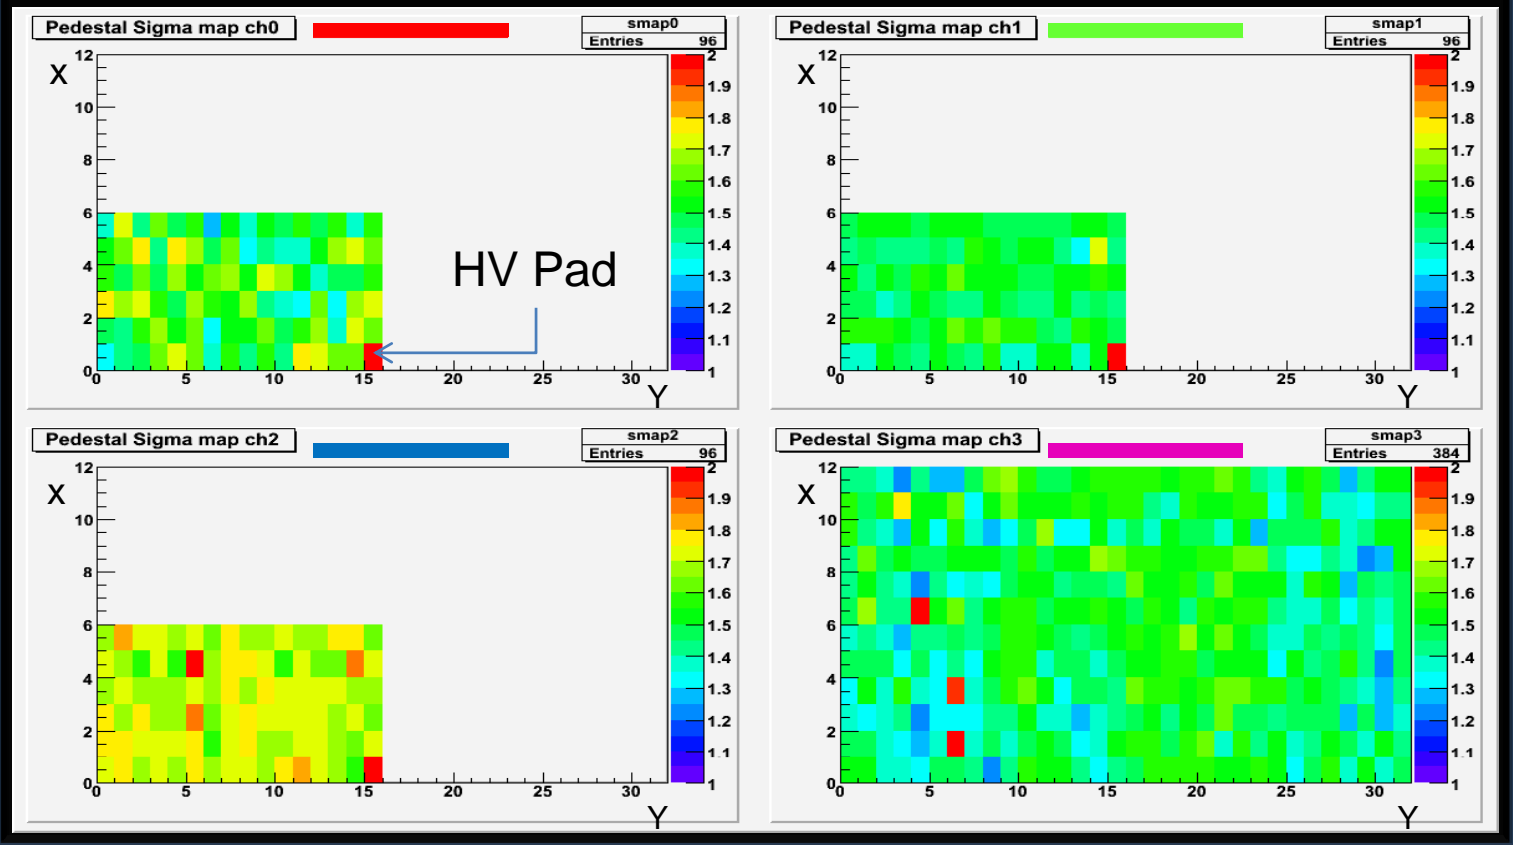 Pedestal Sigma map ch0
smap0
Entries 96
X
12
10
8
6
4
2
0
0 5 10 15 20 25 30
Y
2
1.9
1.8
1.7
1.6
1.5
1.4
1.3
1.2
1.1
1
HV Pad
Pedestal Sigma map ch1
smap1
Entries 96
X
12
10
8
6
4
2
0
0 5 10 15 20 25 30
Y
2
1.9
1.8
1.7
1.6
1.5
1.4
1.3
1.2
1.1
1
Pedestal Sigma map ch2
smap2
Entries 96
X
12
10
8
6
4
2
0
0 5 10 15 20 25 30
Y
2
1.9
1.8
1.7
1.6
1.5
1.4
1.3
1.2
1.1
1
Pedestal Sigma map ch3
smap3
Entries 384
X
12
10
8
6
4
2
0
0 5 10 15 20 25 30
Y
2
1.9
1.8
1.7
1.6
1.5
1.4
1.3
1.2
1.1
1